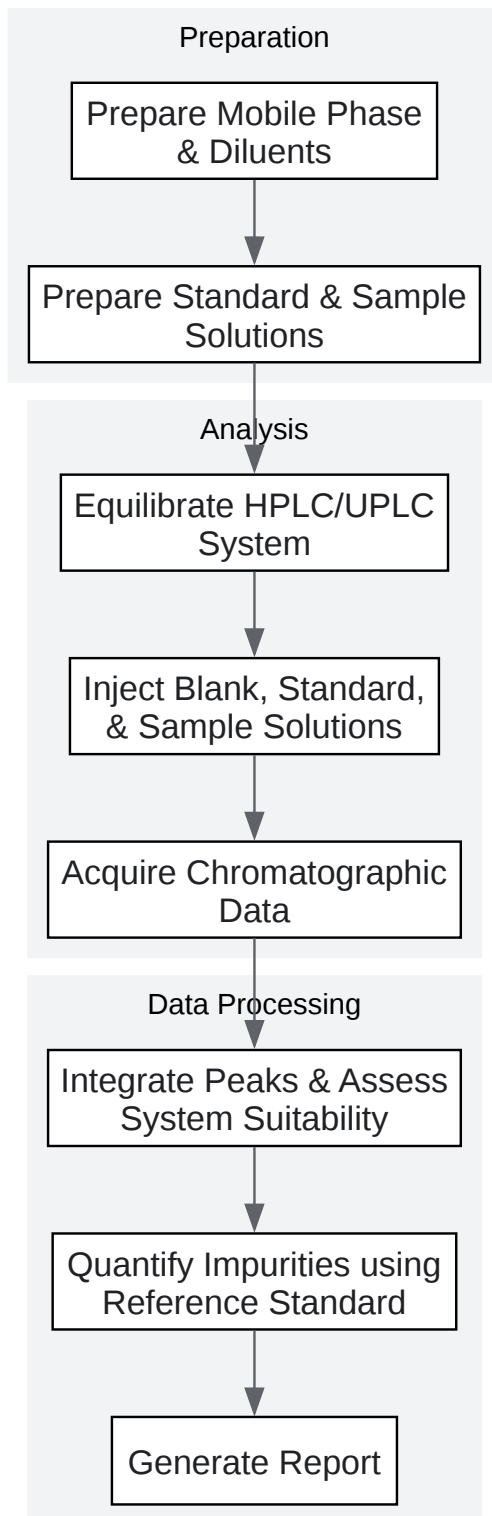 Preparation
Prepare Mobile Phase
& Diluents
Prepare Standard & Sample
Solutions
Analysis
Equilibrate HPLC/UPLC
System
Inject Blank, Standard,
& Sample Solutions
Acquire Chromatographic
Data
Data Processing
Integrate Peaks & Assess
System Suitability
Quantify Impurities using
Reference Standard
Generate Report